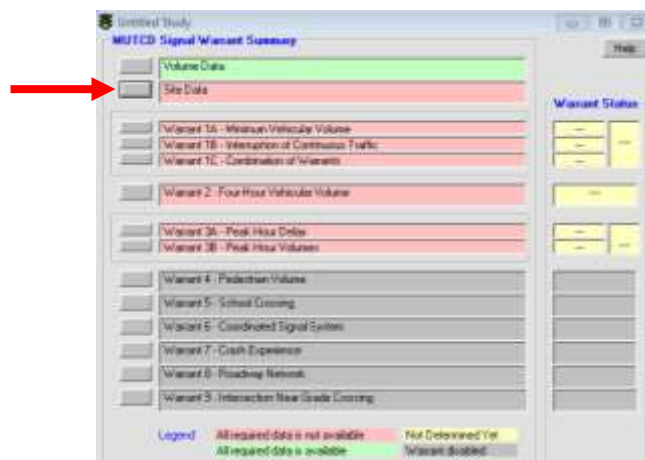 Untitled Study
MUTCD Signal Warrant Summary
Help
Volume Data
Site Data
Warrant Status
Warrant 1A - Minimum Vehicular Volume
Warrant 1B - Interruption of Continuous Traffic
Warrant 1C - Combination of Warrants
Warrant 2 - Four Hour Vehicular Volume
Warrant 3A - Peak Hour Delay
Warrant 3B - Peak Hour Volumes
Warrant 4 - Pedestrian Volume
Warrant 5 - School Crossing
Warrant 6 - Coordinated Signal System
Warrant 7 - Crash Experience
Warrant 8 - Roadway Network
Warrant 9 - Intersection Near Grade Crossing
Legend All required data is not available Not Determined Yet
All required data is available Warrant disabled